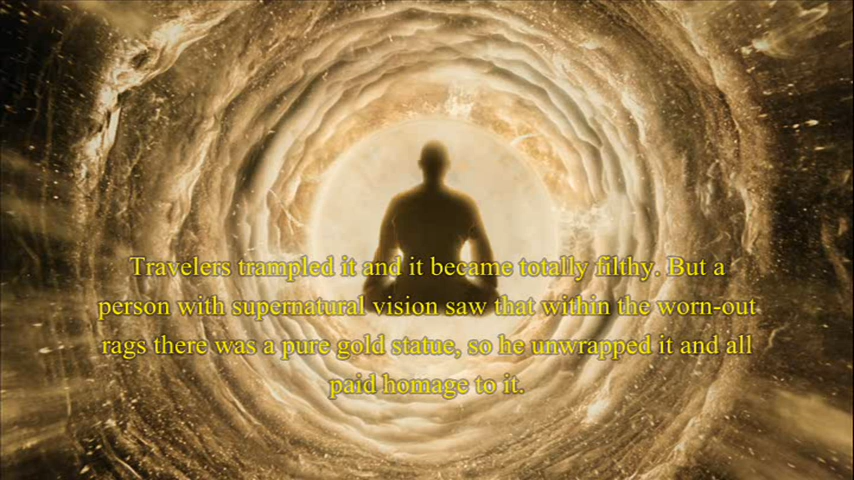 Travelers trampled it and it became totally filthy. But a
person with supernatural vision saw that within the worn-out
rags there was a pure gold statue, so he unwrapped it and all
paid homage to it.